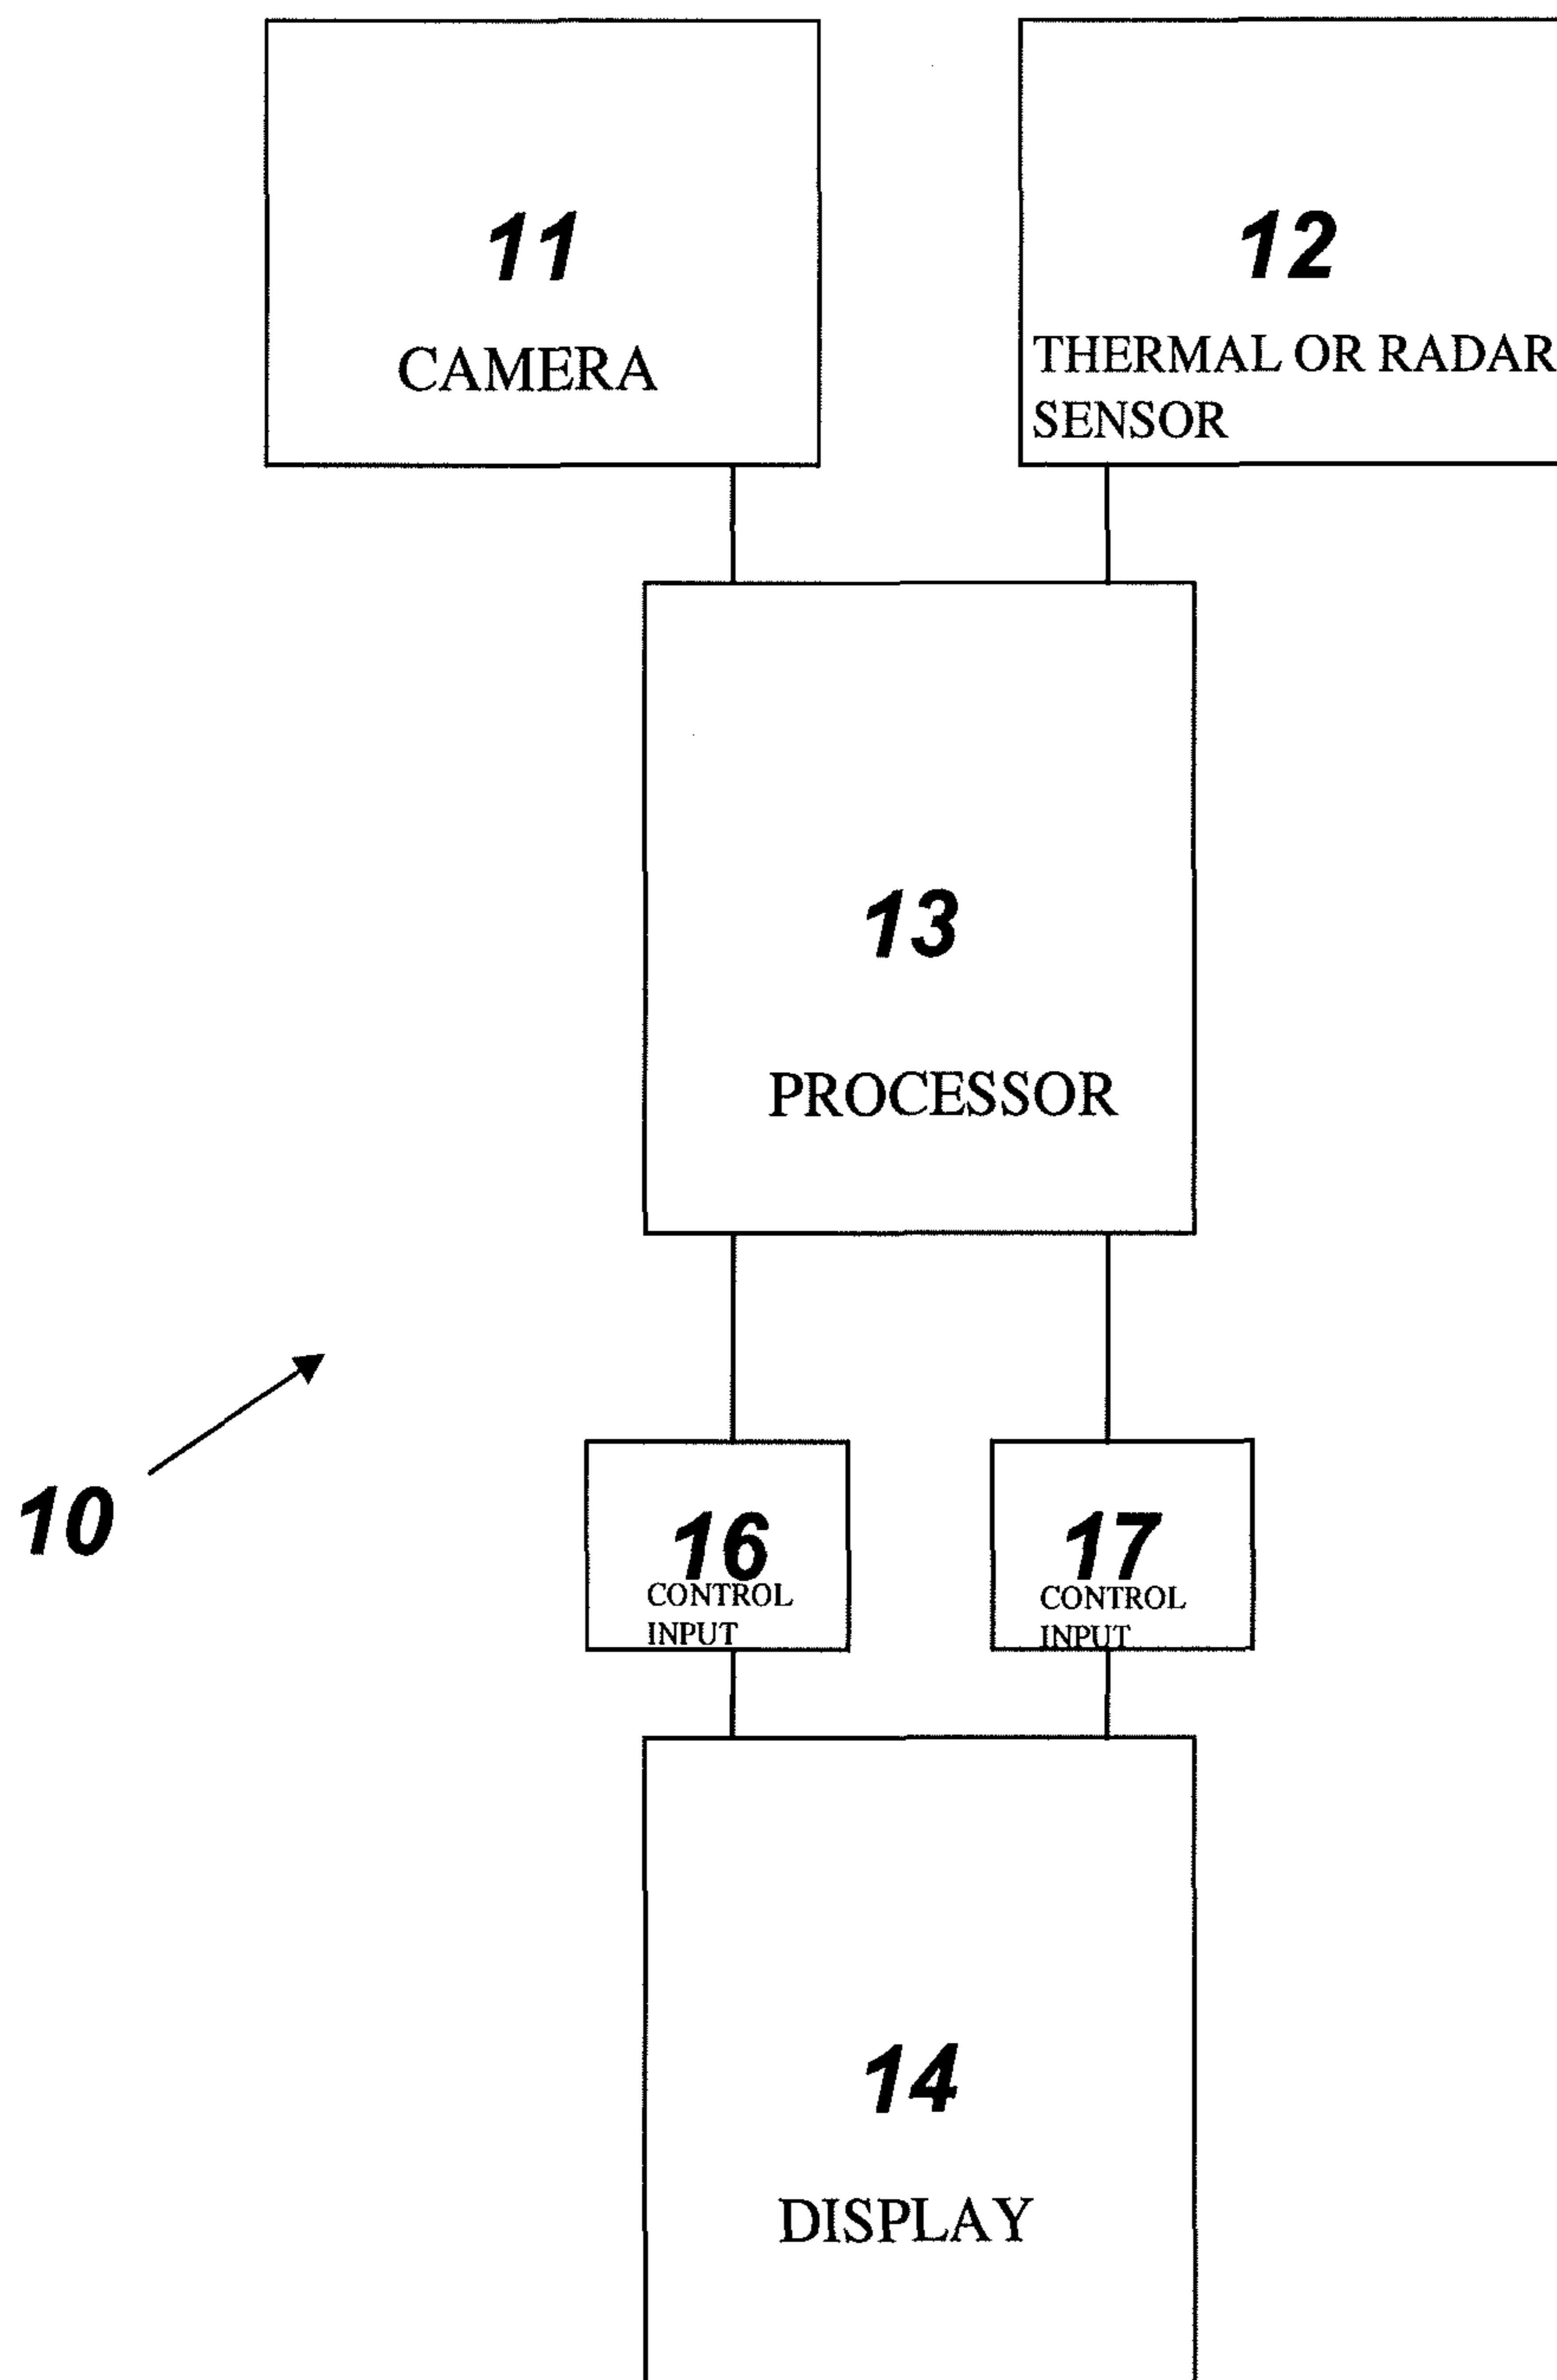 11
CAMERA
12
THERMAL OR RADAR
SENSOR
13
PROCESSOR
10
16
CONTROL
INPUT
17
CONTROL
INPUT
14
DISPLAY